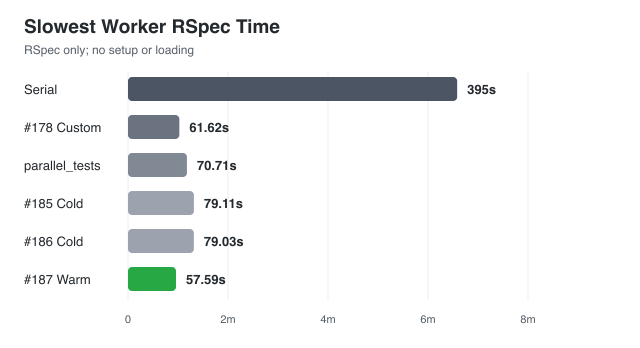 Slowest Worker RSpec Time
RSpec only; no setup or loading
Serial 395s
#178 Custom 61.62s
parallel_tests 70.71s
#185 Cold 79.11s
#186 Cold 79.03s
#187 Warm 57.59s
0 2m 4m 6m 8m